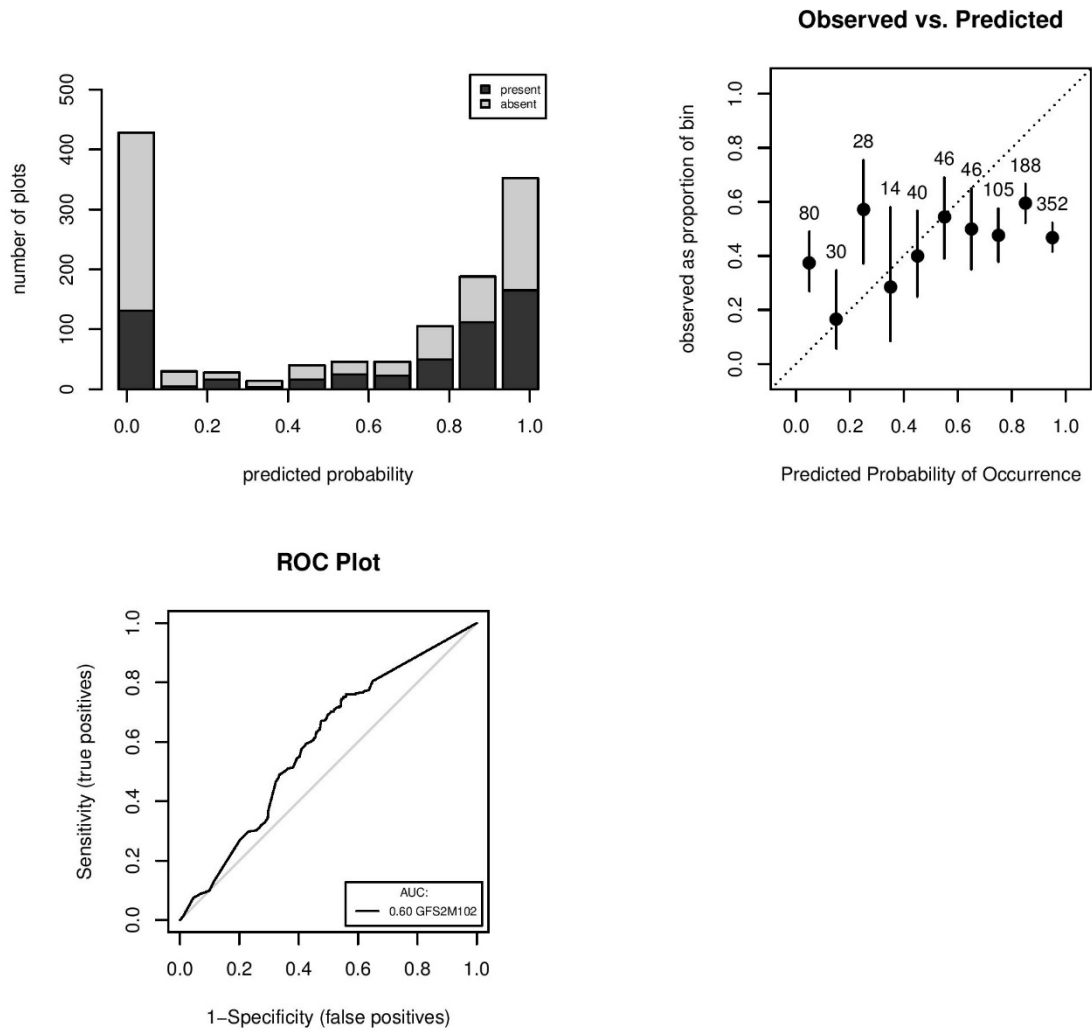 Observed vs. Predicted
number of plots
0 100 200 300 400 500
present
absent
0.0 0.2 0.4 0.6 0.8 1.0
predicted probability
observed as proportion of bin
0.0 0.2 0.4 0.6 0.8 1.0
80
30
28
14
40
46
46
105
188
352
0.0 0.2 0.4 0.6 0.8 1.0
Predicted Probability of Occurrence
ROC Plot
Sensitivity (true positives)
0.0 0.2 0.4 0.6 0.8 1.0
AUC:
0.60 GFS2M102
0.0 0.2 0.4 0.6 0.8 1.0
1−Specificity (false positives)